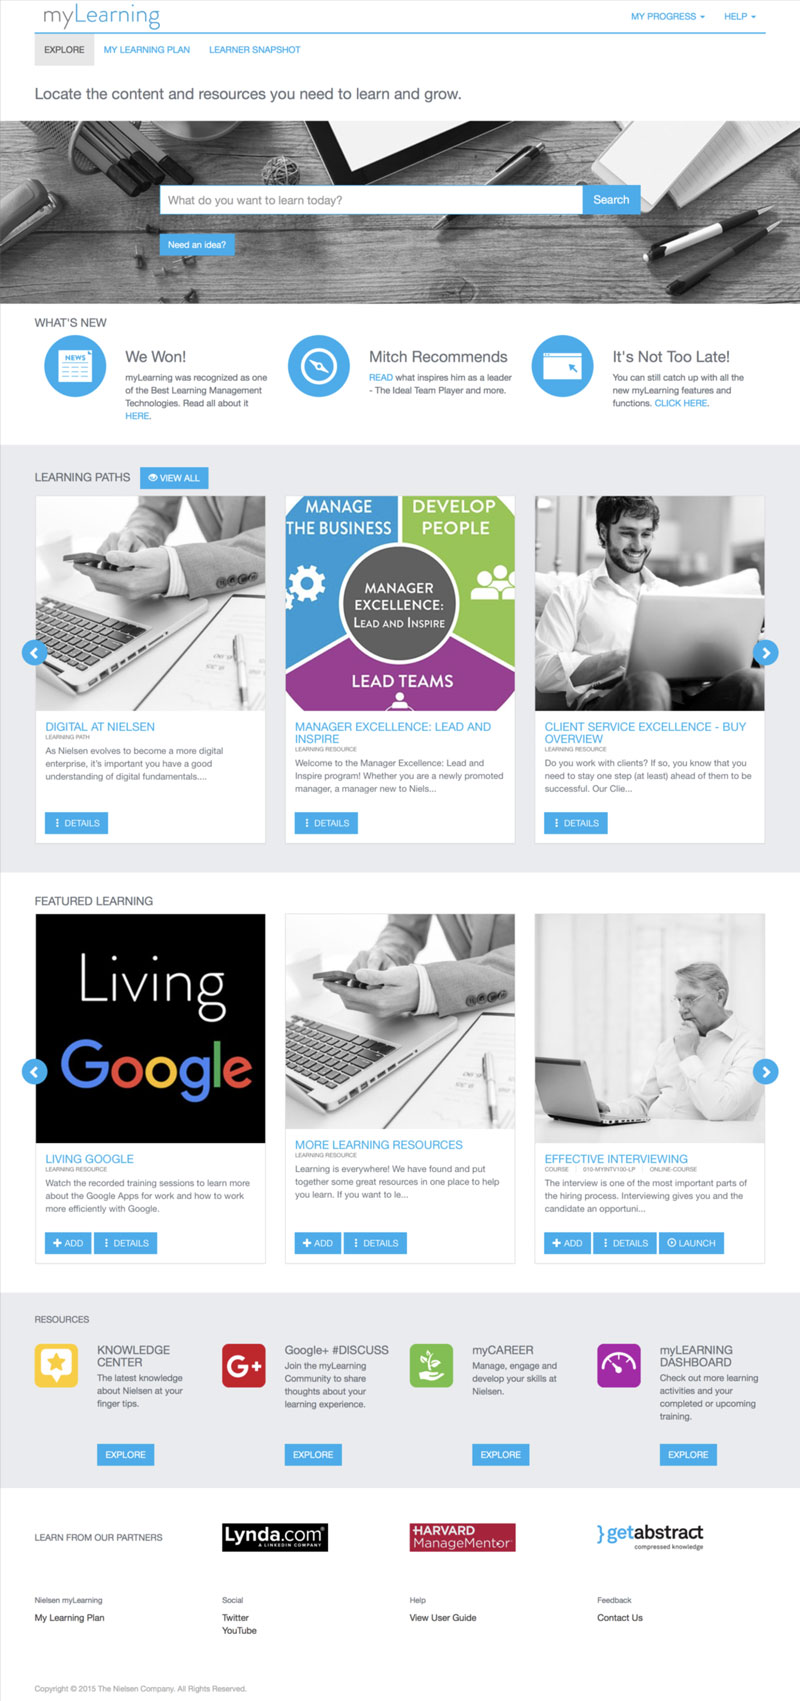 myLearning
MY PROGRESS
HELP
EXPLORE
MY LEARNING PLAN
LEARNER SNAPSHOT
Locate the content and resources you need to learn and grow.
What do you want to learn today?
Search
Need an idea?
WHAT'S NEW
NEWS
We Won!
myLearning was recognized as one
of the Best Learning Management
Technologies. Read all about it
HERE.
Mitch Recommends
READ what inspires him as a leader
- The Ideal Team Player and more.
It's Not Too Late!
You can still catch up with all the
new myLearning features and
functions. CLICK HERE.
LEARNING PATHS
VIEW ALL
MANAGE
THE BUSINESS
DEVELOP
PEOPLE
MANAGER
EXCELLENCE:
LEAD AND INSPIRE
LEAD TEAMS
DIGITAL AT NIELSEN
LEARNING PATH
As Nielsen evolves to become a more digital
enterprise, it's important you have a good
understanding of digital fundamentals....
DETAILS
MANAGER EXCELLENCE: LEAD AND
INSPIRE
LEARNING RESOURCE
Welcome to the Manager Excellence: Lead and
Inspire program! Whether you are a newly promoted
manager, a manager new to Niels...
DETAILS
CLIENT SERVICE EXCELLENCE - BUY
OVERVIEW
LEARNING RESOURCE
Do you work with clients? If so, you know that you
need to stay one step (at least) ahead of them to be
successful. Our Clie...
DETAILS
FEATURED LEARNING
Living
Google
LIVING GOOGLE
LEARNING RESOURCE
Watch the recorded training sessions to learn more
about the Google Apps for work and how to work
more efficiently with Google.
ADD
DETAILS
MORE LEARNING RESOURCES
LEARNING RESOURCE
Learning is everywhere! We have found and put
together some great resources in one place to help
you learn. If you want to le...
ADD
DETAILS
EFFECTIVE INTERVIEWING
COURSE | 010-MYINTV100-LP | ONLINE-COURSE
The interview is one of the most important parts of
the hiring process. Interviewing gives you and the
candidate an opportuni...
ADD
DETAILS
LAUNCH
RESOURCES
KNOWLEDGE
CENTER
The latest knowledge
about Nielsen at your
finger tips.
EXPLORE
G+
Google+ #DISCUSS
Join the myLearning
Community to share
thoughts about your
learning experience.
EXPLORE
myCAREER
Manage, engage and
develop your skills at
Nielsen.
EXPLORE
myLEARNING
DASHBOARD
Check out more learning
activities and your
completed or upcoming
training.
EXPLORE
LEARN FROM OUR PARTNERS
Lynda.com®
A LINKEDIN COMPANY
HARVARD
ManageMentor®
getabstract
compressed knowledge
Nielsen myLearning
My Learning Plan
Social
Twitter
YouTube
Help
View User Guide
Feedback
Contact Us
Copyright © 2015 The Nielsen Company. All Rights Reserved.